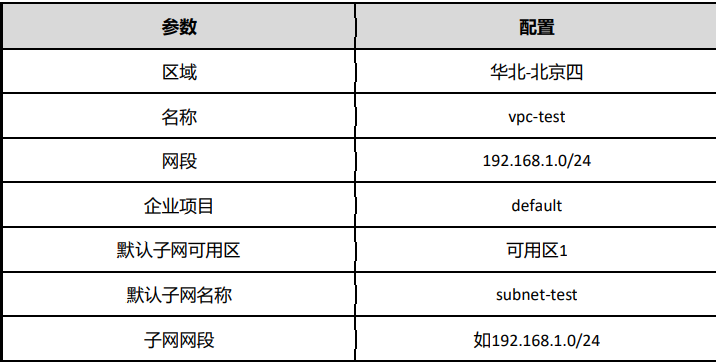 参数 配置
区域 华北-北京四
名称 vpc-test
网段 192.168.1.0/24
企业项目 default
默认子网可用区 可用区1
默认子网名称 subnet-test
子网网段 如192.168.1.0/24